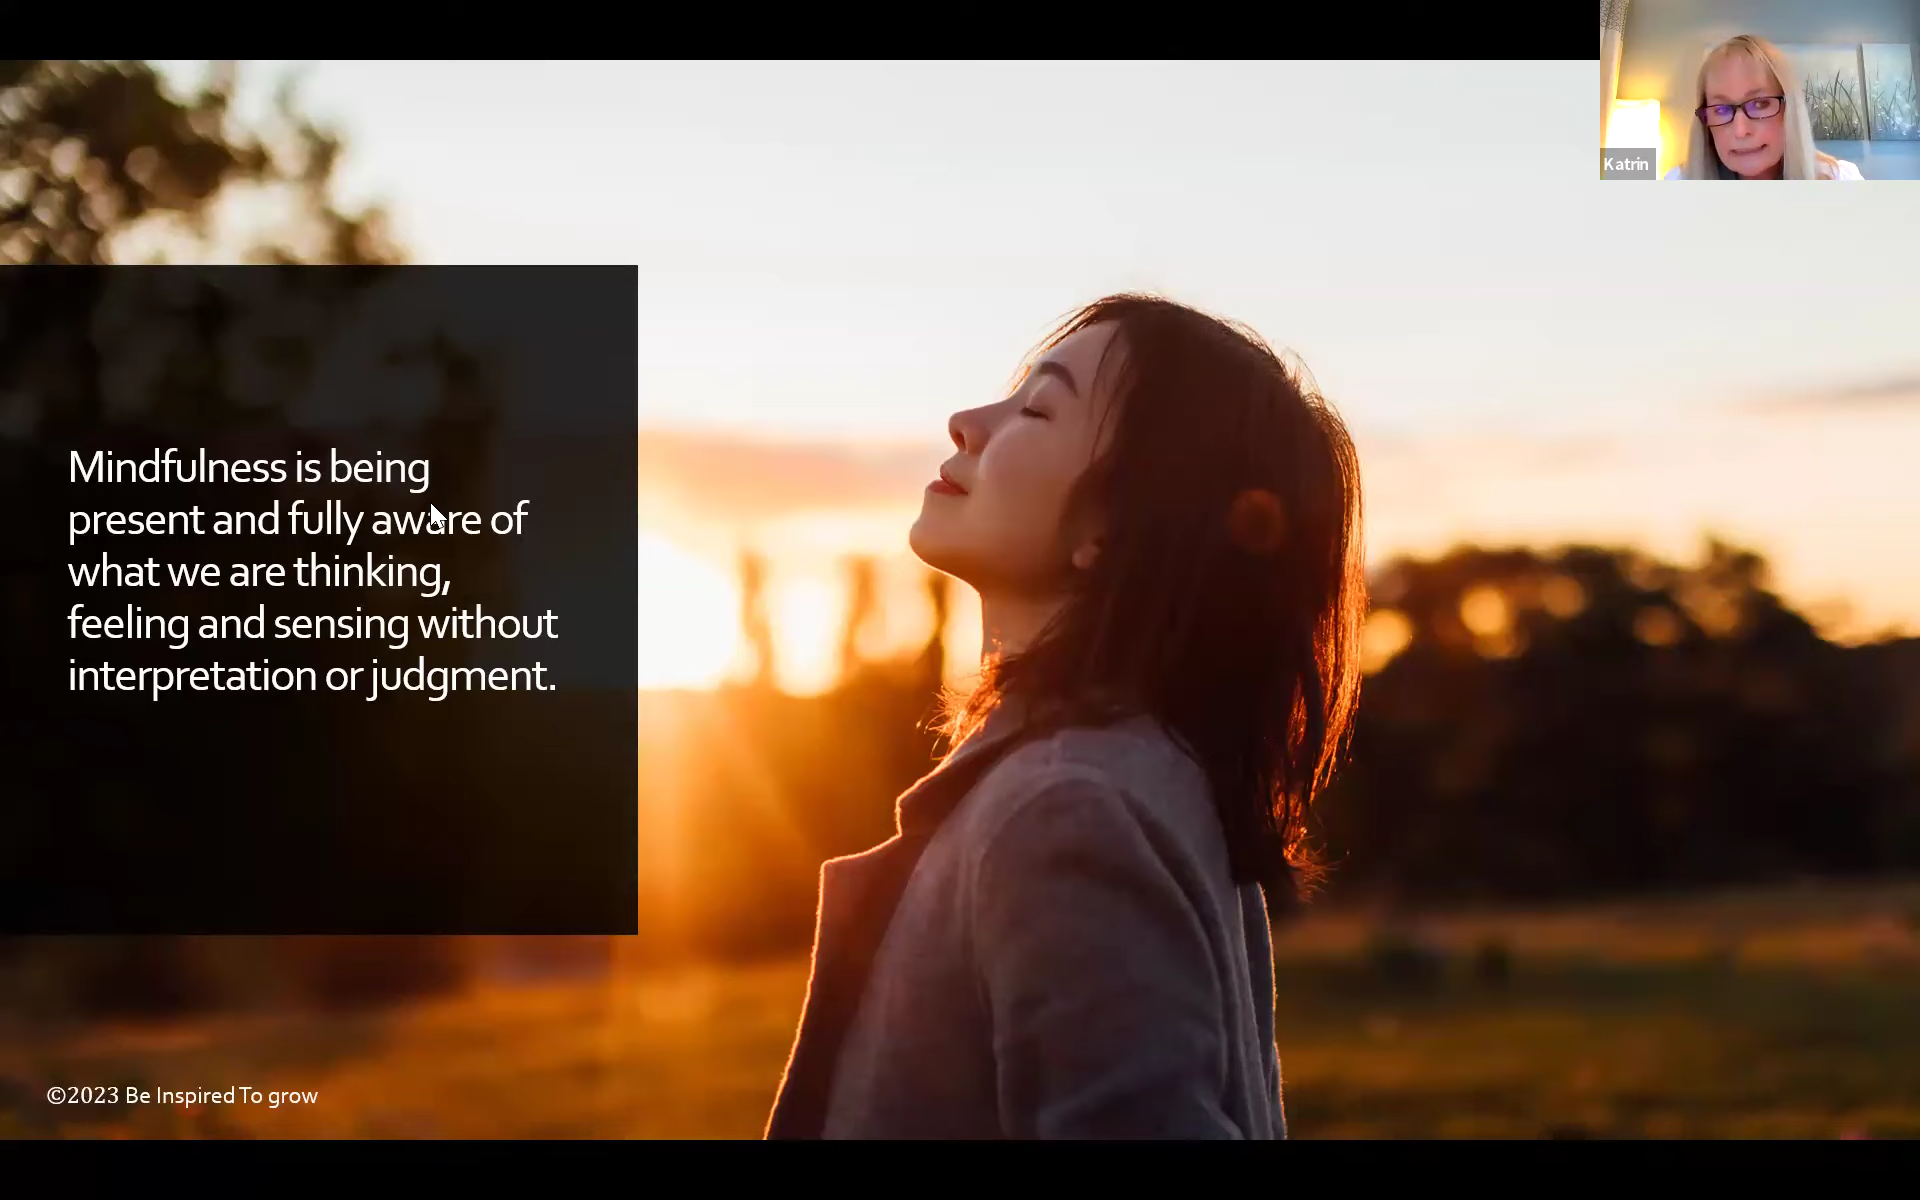 Katrin
Mindfulness is being
present and fully aware of
what we are thinking,
feeling and sensing without
interpretation or judgment.
©2023 Be Inspired To grow